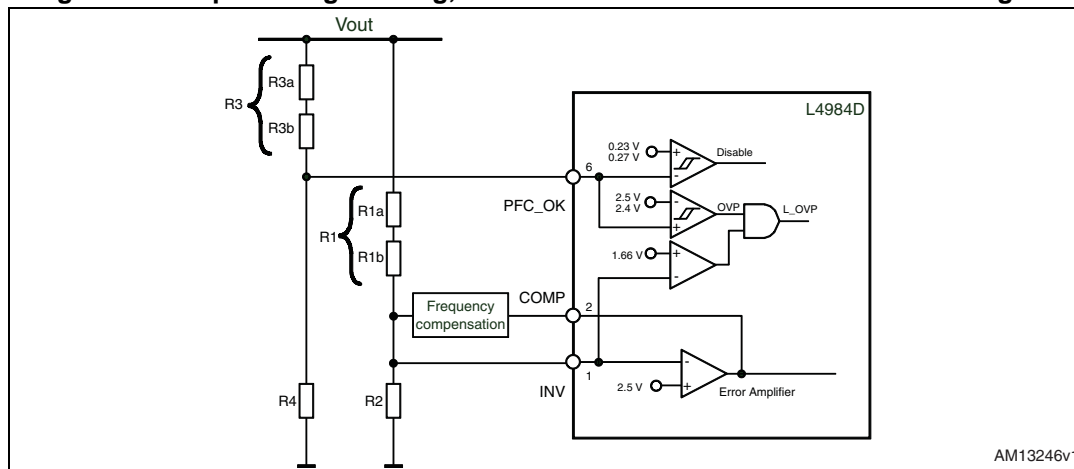 Vout
L4984D
R3
R3a
R3b
0.23 V
0.27 V
+
-
Disable
6
PFC_OK
2.5 V
2.4 V
-
+
OVP
L_OVP
R1
R1a
R1b
1.66 V
+
-
COMP
2
Frequency
compensation
INV
1
-
+
2.5 V
Error Amplifier
R4
R2
AM13246v1